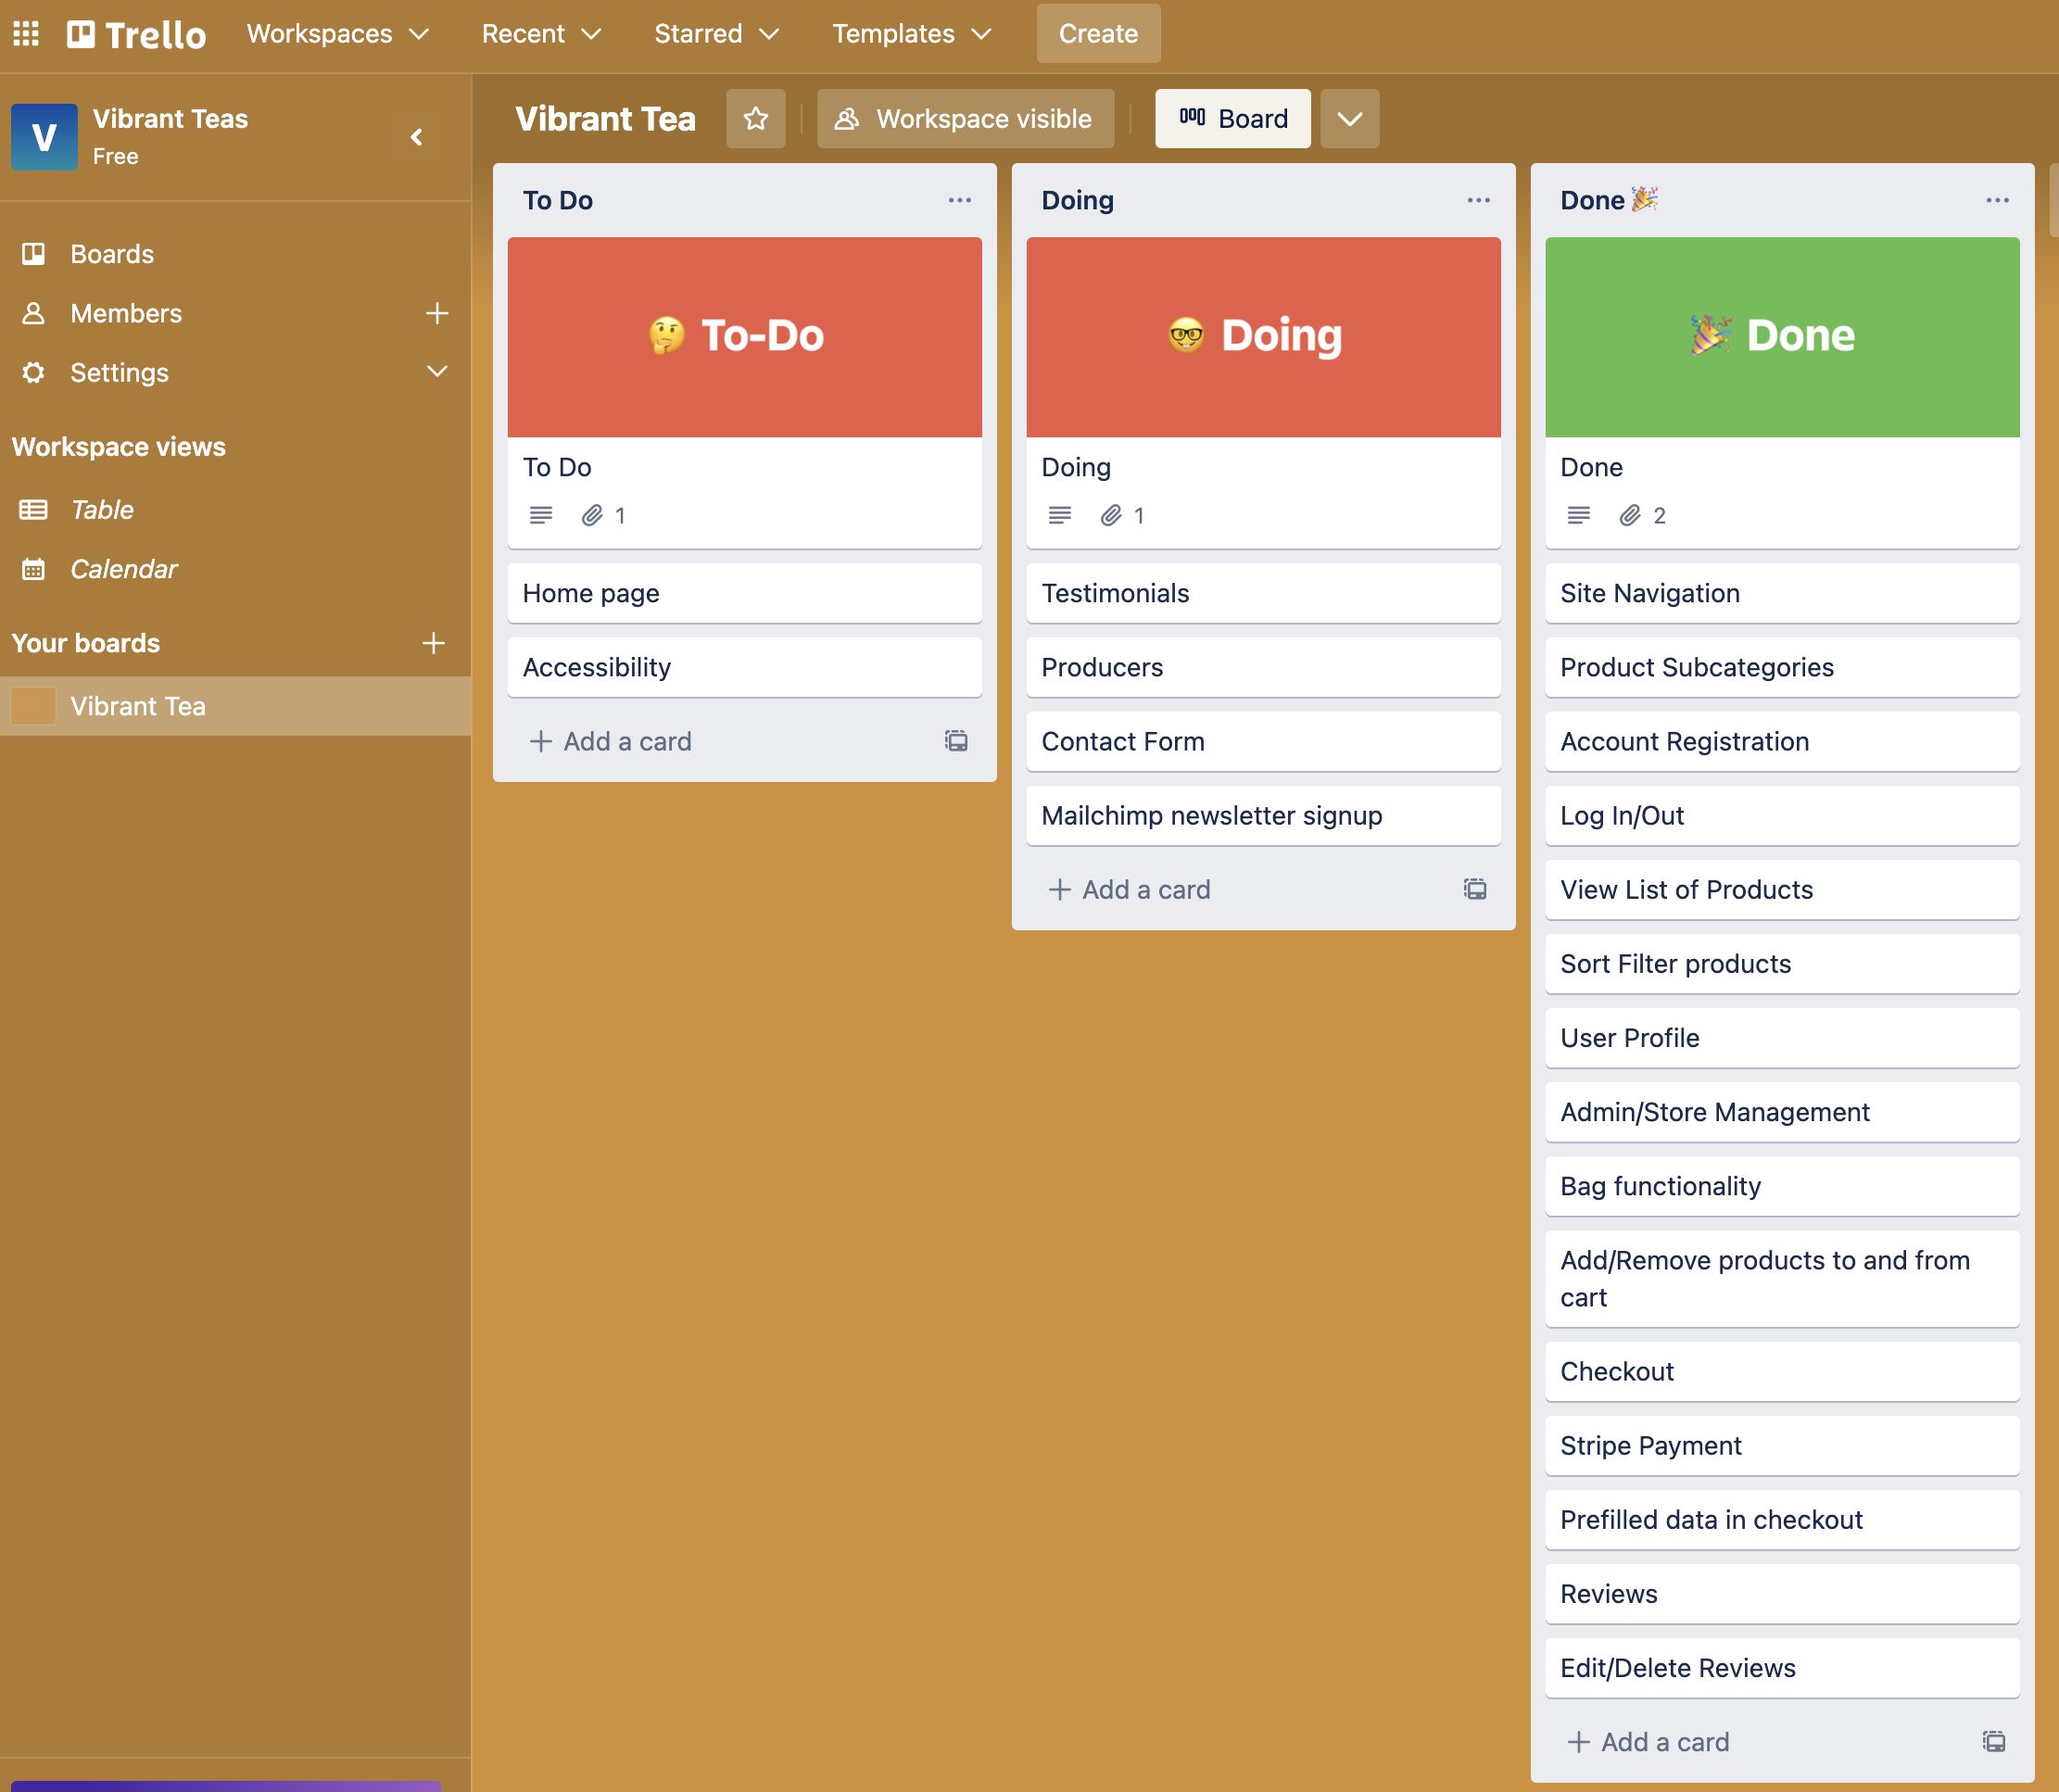 Trello Workspaces Recent Starred Templates Create
V
Vibrant Teas
Free
Boards
Members
Settings
Workspace views
Table
Calendar
Your boards
Vibrant Tea
Vibrant Tea Workspace visible Board
To Do
🤔 To-Do
To Do
1
Home page
Accessibility
Add a card
Doing
🤓 Doing
Doing
1
Testimonials
Producers
Contact Form
Mailchimp newsletter signup
Add a card
Done 🎉
🎉 Done
Done
2
Site Navigation
Product Subcategories
Account Registration
Log In/Out
View List of Products
Sort Filter products
User Profile
Admin/Store Management
Bag functionality
Add/Remove products to and from
cart
Checkout
Stripe Payment
Prefilled data in checkout
Reviews
Edit/Delete Reviews
Add a card